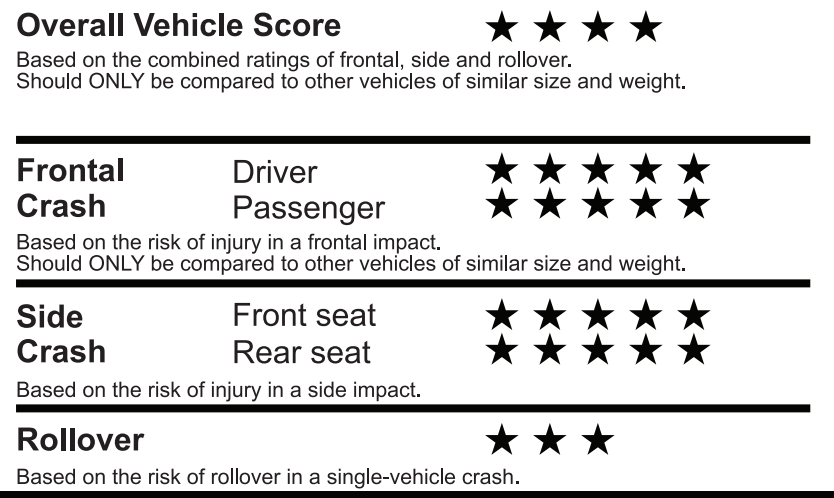 Overall Vehicle Score ★ ★ ★ ★
Based on the combined ratings of frontal, side and rollover.
Should ONLY be compared to other vehicles of similar size and weight.
Frontal Driver ★ ★ ★ ★ ★
Crash Passenger ★ ★ ★ ★ ★
Based on the risk of injury in a frontal impact.
Should ONLY be compared to other vehicles of similar size and weight.
Side Front seat ★ ★ ★ ★ ★
Crash Rear seat ★ ★ ★ ★ ★
Based on the risk of injury in a side impact.
Rollover ★ ★ ★
Based on the risk of rollover in a single-vehicle crash.